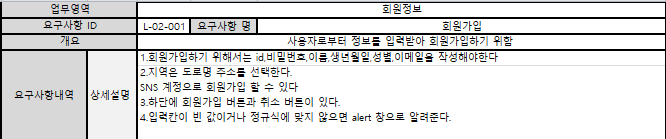 업무영역 회원정보
요구사항 ID L-02-001 요구사항 명 회원가입
개요 사용자로부터 정보를 입력받아 회원가입하기 위함
요구사항내역 상세설명
1.회원가입하기 위해서는 id,비밀번호,이름,생년월일,성별,이메일을 작성해야한다
2.지역은 도로명 주소를 선택한다.
SNS 계정으로 회원가입 할 수 있다
3.하단에 회원가입 버튼과 취소 버튼이 있다.
4.입력칸이 빈 값이거나 정규식에 맞지 않으면 alert 창으로 알려준다.